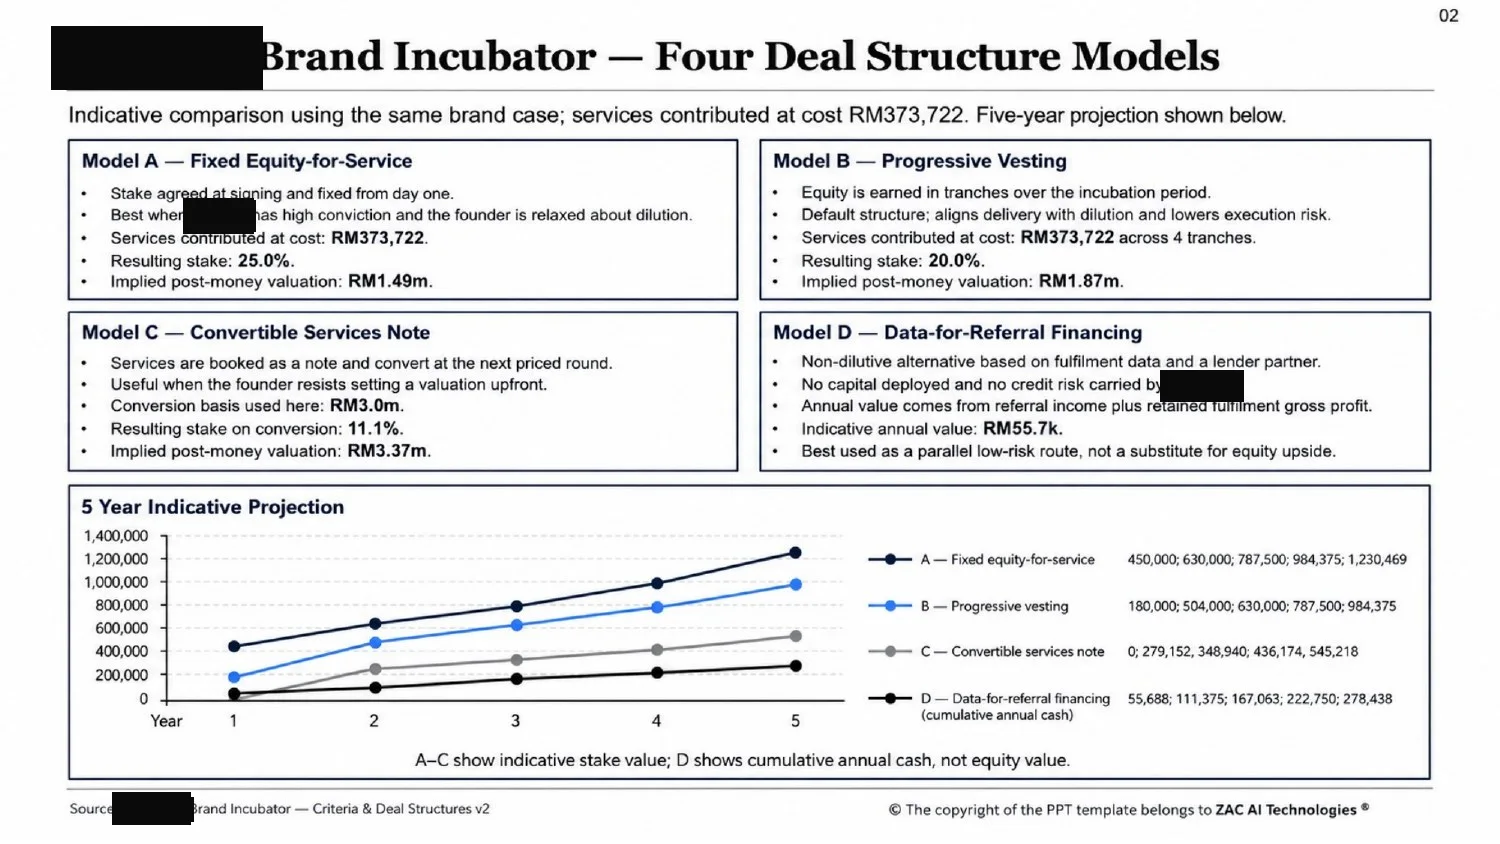 02
Brand Incubator — Four Deal Structure Models
Indicative comparison using the same brand case; services contributed at cost RM373,722. Five-year projection shown below.
Model A — Fixed Equity-for-Service
• Stake agreed at signing and fixed from day one.
• Best when has high conviction and the founder is relaxed about dilution.
• Services contributed at cost: RM373,722.
• Resulting stake: 25.0%.
• Implied post-money valuation: RM1.49m.
Model B — Progressive Vesting
• Equity is earned in tranches over the incubation period.
• Default structure; aligns delivery with dilution and lowers execution risk.
• Services contributed at cost: RM373,722 across 4 tranches.
• Resulting stake: 20.0%.
• Implied post-money valuation: RM1.87m.
Model C — Convertible Services Note
• Services are booked as a note and convert at the next priced round.
• Useful when the founder resists setting a valuation upfront.
• Conversion basis used here: RM3.0m.
• Resulting stake on conversion: 11.1%.
• Implied post-money valuation: RM3.37m.
Model D — Data-for-Referral Financing
• Non-dilutive alternative based on fulfilment data and a lender partner.
• No capital deployed and no credit risk carried by
• Annual value comes from referral income plus retained fulfilment gross profit.
• Indicative annual value: RM55.7k.
• Best used as a parallel low-risk route, not a substitute for equity upside.
5 Year Indicative Projection
1,400,000
1,200,000
1,000,000
800,000
600,000
400,000
200,000
0
Year 1 2 3 4 5
A — Fixed equity-for-service 450,000; 630,000; 787,500; 984,375; 1,230,469
B — Progressive vesting 180,000; 504,000; 630,000; 787,500; 984,375
C — Convertible services note 0; 279,152, 348,940; 436,174, 545,218
D — Data-for-referral financing 55,688; 111,375; 167,063; 222,750; 278,438
(cumulative annual cash)
A–C show indicative stake value; D shows cumulative annual cash, not equity value.
Source Brand Incubator — Criteria & Deal Structures v2
© The copyright of the PPT template belongs to ZAC AI Technologies ®